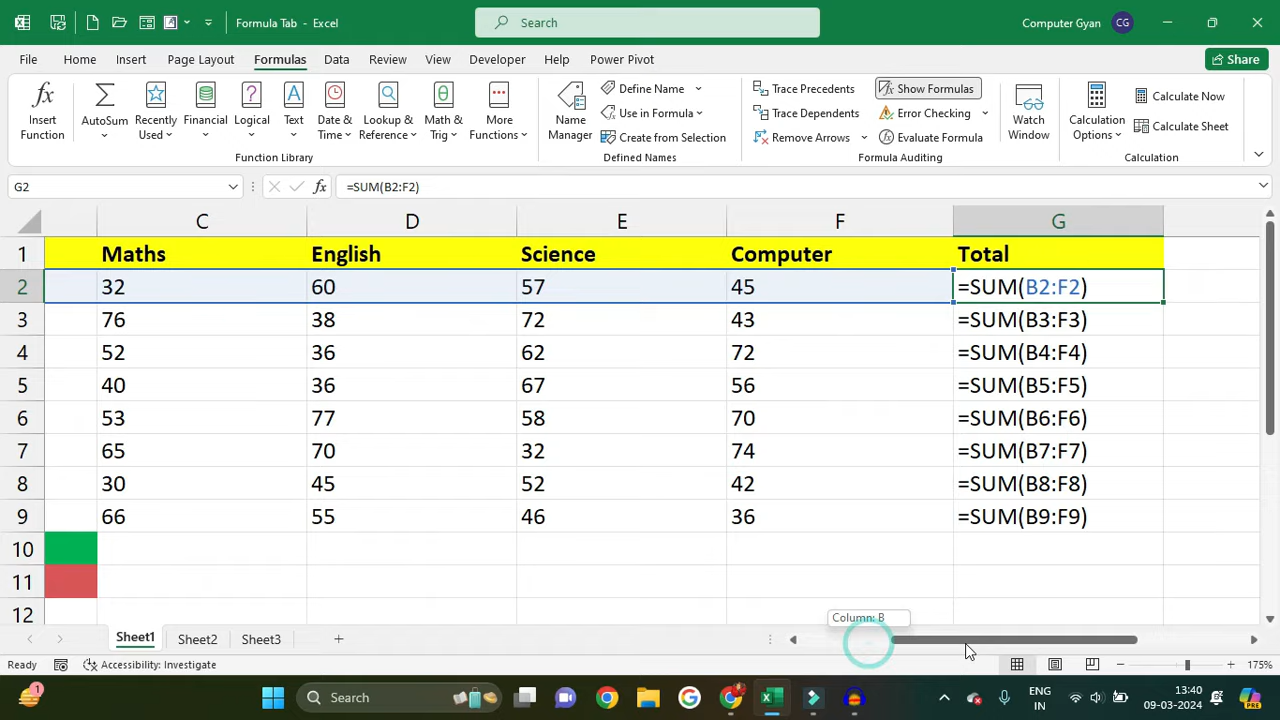 Formula Tab - Excel
Search
Computer Gyan CG
File Home Insert Page Layout Formulas Data Review View Developer Help Power Pivot Share
Insert Function
AutoSum
Recently Used
Financial
Logical
Text
Date & Time
Lookup & Reference
Math & Trig
More Functions
Function Library
Name Manager
Define Name
Use in Formula
Create from Selection
Defined Names
Trace Precedents
Trace Dependents
Remove Arrows
Show Formulas
Error Checking
Evaluate Formula
Formula Auditing
Watch Window
Calculation Options
Calculate Now
Calculate Sheet
Calculation
G2 fx =SUM(B2:F2)
C D E F G
1 Maths English Science Computer Total
2 32 60 57 45 =SUM(B2:F2)
3 76 38 72 43 =SUM(B3:F3)
4 52 36 62 72 =SUM(B4:F4)
5 40 36 67 56 =SUM(B5:F5)
6 53 77 58 70 =SUM(B6:F6)
7 65 70 32 74 =SUM(B7:F7)
8 30 45 52 42 =SUM(B8:F8)
9 66 55 46 36 =SUM(B9:F9)
10
11
12
Column: B
Sheet1 Sheet2 Sheet3
Ready Accessibility: Investigate 175%
1 Search ENG IN 13:40 09-03-2024 PRE